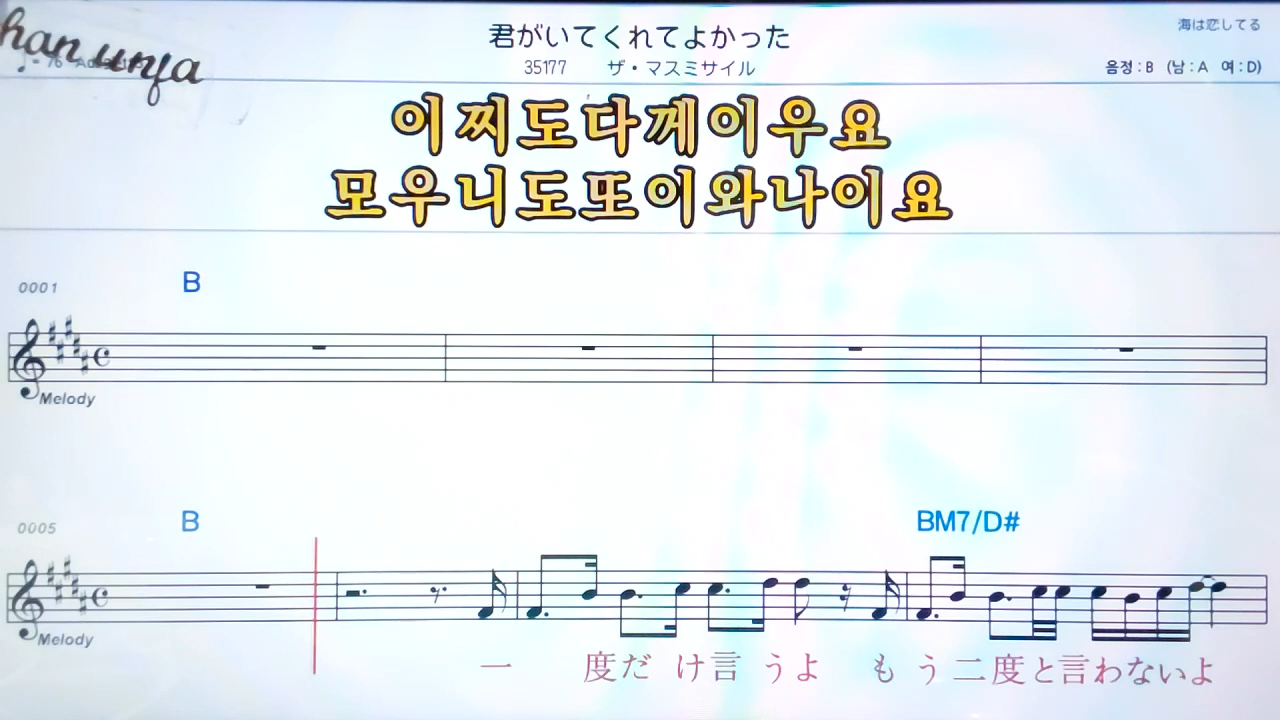 han unja
君がいてくれてよかった
海は恋してる
35177 ザ・マスミサイル
음정 : B (남 : A 여 : D)
이찌도다께이우요
모우니도또이와나이요
0001 B
Melody
0005 B BM7/D#
Melody
一 度だ け言 うよ も う二度と言わないよ